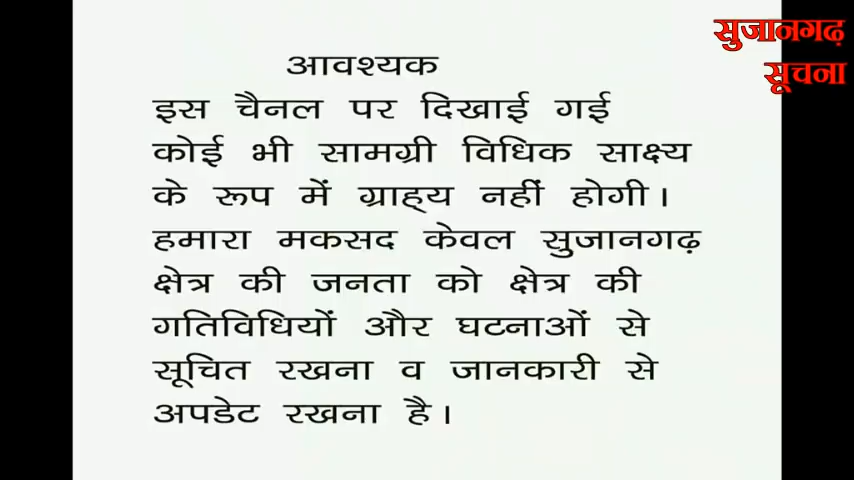 सुजानगढ़
सूचना
आवश्यक
इस चैनल पर दिखाई गई
कोई भी सामग्री विधिक साक्ष्य
के रूप में ग्राह्य नहीं होगी।
हमारा मकसद केवल सुजानगढ़
क्षेत्र की जनता को क्षेत्र की
गतिविधियों और घटनाओं से
सूचित रखना व जानकारी से
अपडेट रखना है।